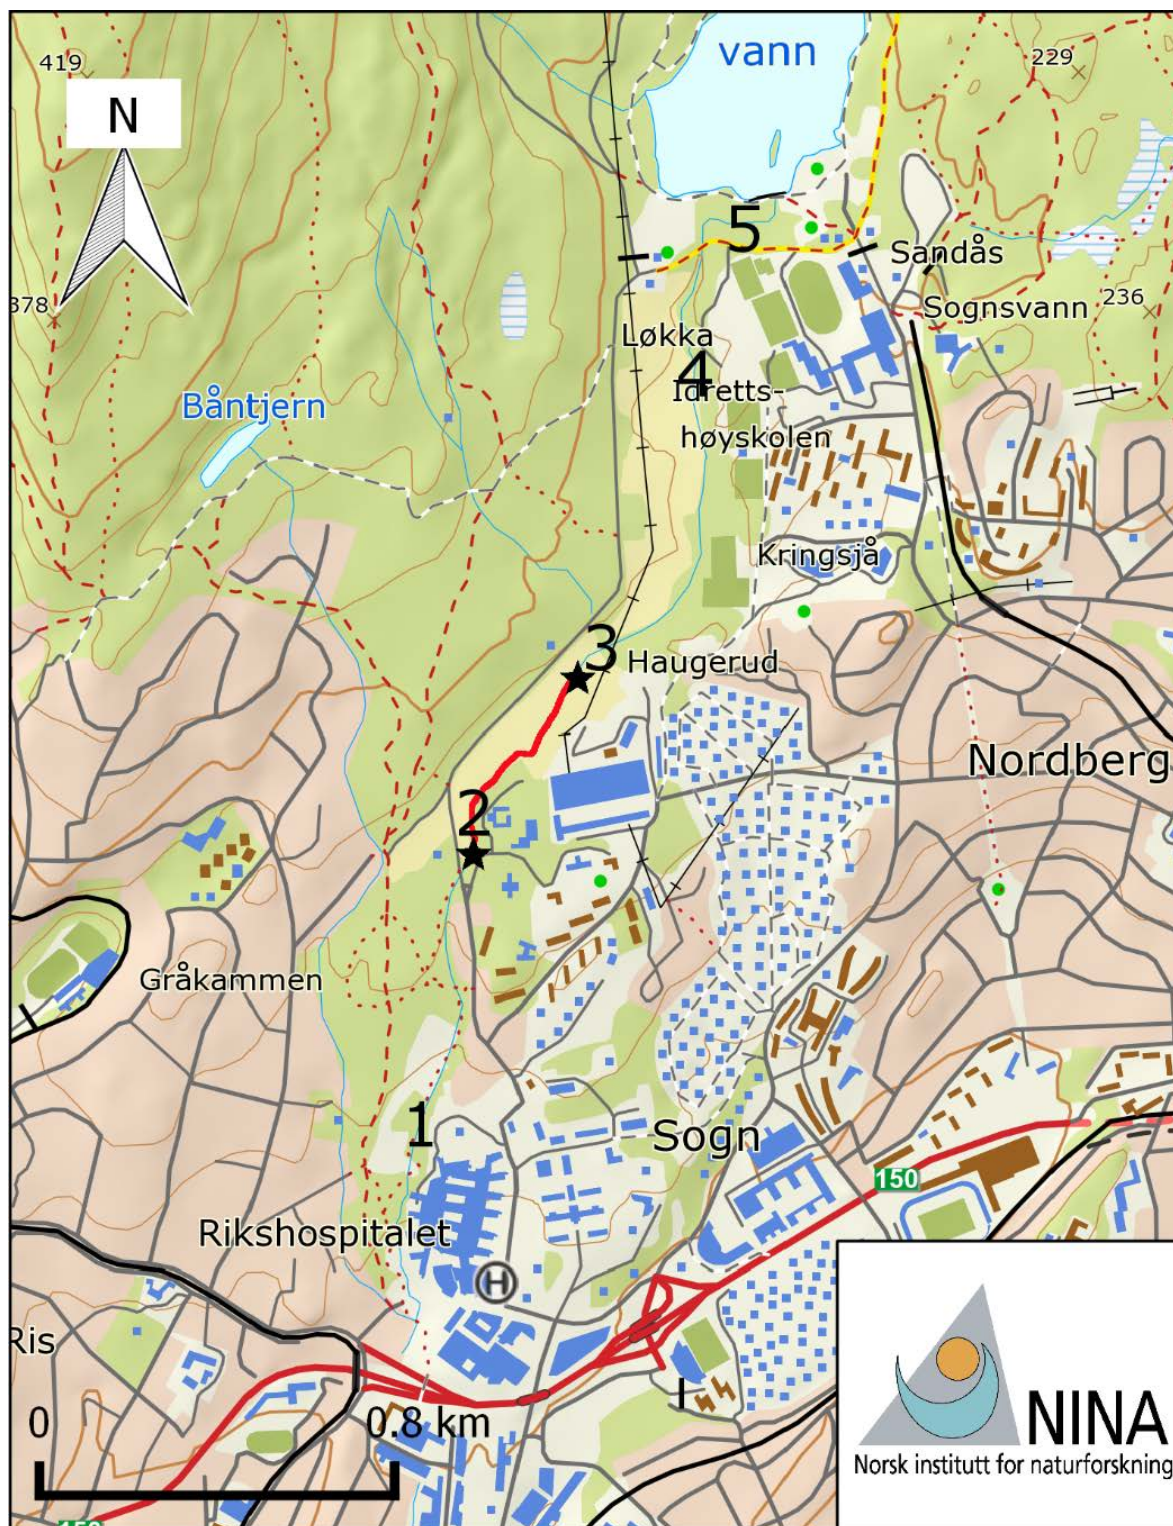 vann
419
229
N
5
Sandås
378
Sognsvann
236
Løkka
4
Idretts-
Båntjern
høyskolen
Kringsjå
3
Haugerud
Nordberg
2
Gråkammen
1
Sogn
150
Rikshospitalet
H
Ris
0
0.8 km
NINA
Norsk institutt for naturforskning
150